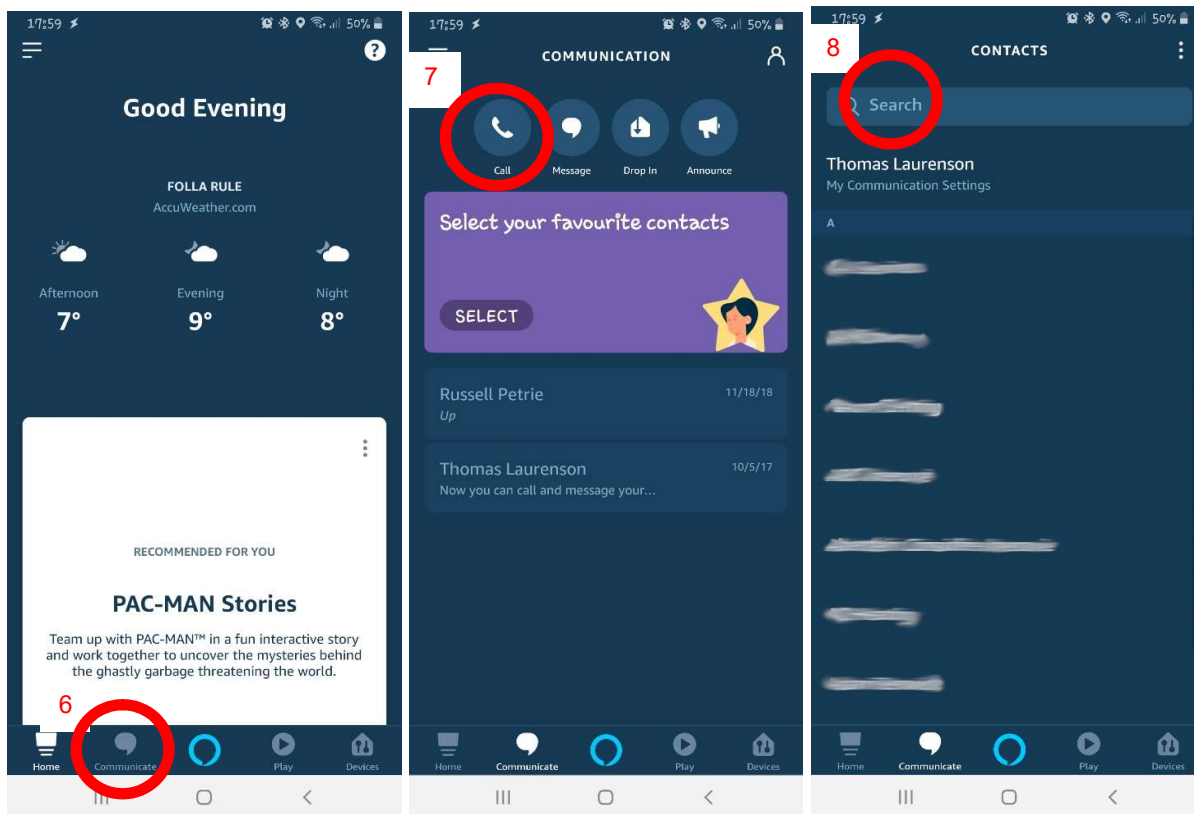 17:59 50%
Good Evening
FOLLA RULE
AccuWeather.com
Afternoon Evening Night
7° 9° 8°
RECOMMENDED FOR YOU
PAC-MAN Stories
Team up with PAC-MAN™ in a fun interactive story
and work together to uncover the mysteries behind
the ghastly garbage threatening the world.
6
Home Communicate Play Devices
17:59 50%
7
COMMUNICATION
Call Message Drop In Announce
Select your favourite contacts
SELECT
Russell Petrie 11/18/18
Up
Thomas Laurenson 10/5/17
Now you can call and message your...
Home Communicate Play Devices
17:59 50%
8
CONTACTS
Search
Thomas Laurenson
My Communication Settings
A
Home Communicate Play Devices